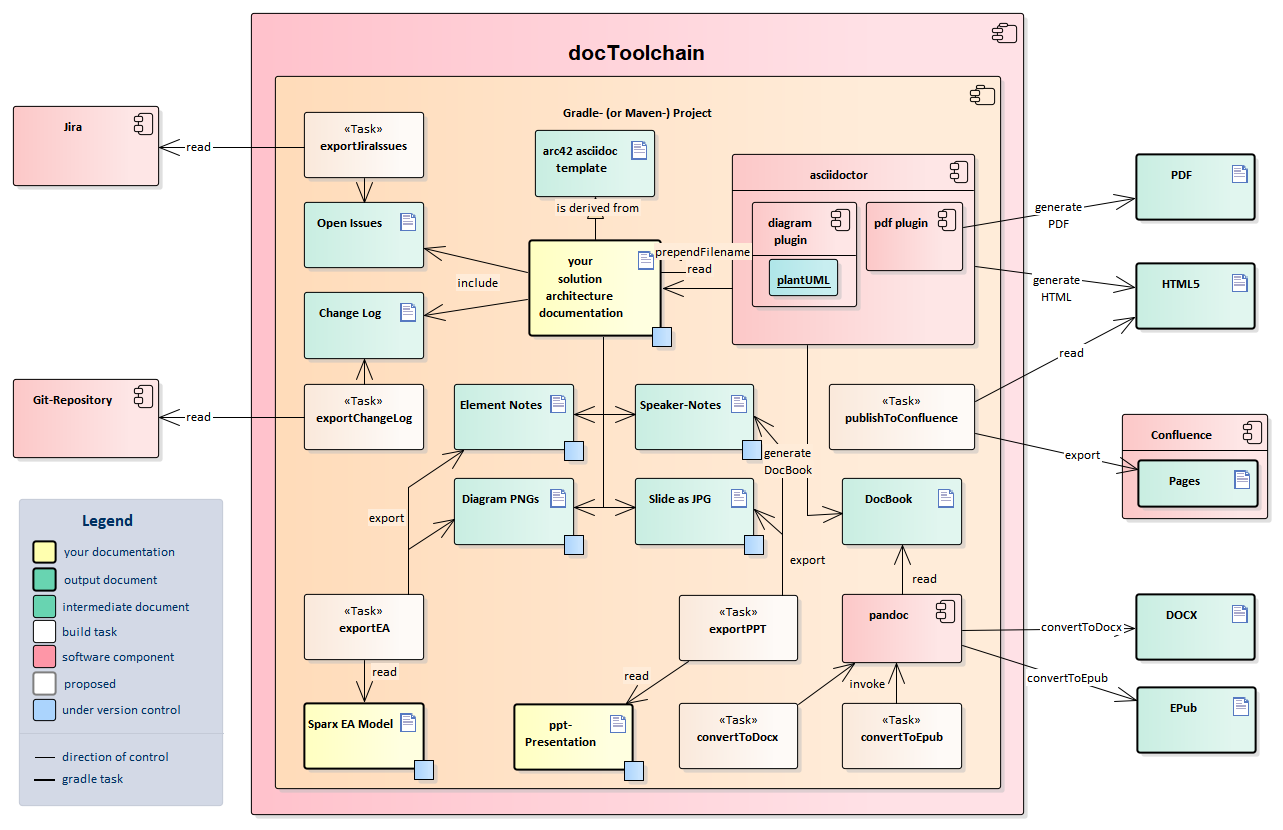 docToolchain
Gradle- (or Maven-) Project
Jira
read
«Task»
exportJiraIssues
arc42 asciidoc
template
is derived from
asciidoctor
diagram
plugin
plantUML
pdf plugin
generate
PDF
PDF
Open Issues
include
your
solution
architecture
documentation
prependFilename
read
generate
HTML
HTML5
Change Log
read
Git-Repository
read
«Task»
exportChangeLog
Element Notes
Speaker-Notes
«Task»
publishToConfluence
export
Confluence
Pages
generate
DocBook
Diagram PNGs
Slide as JPG
DocBook
export
export
read
«Task»
exportEA
«Task»
exportPPT
pandoc
convertToDocx
DOCX
read
read
invoke
convertToEpub
EPub
Sparx EA Model
ppt-
Presentation
«Task»
convertToDocx
«Task»
convertToEpub
Legend
your documentation
output document
intermediate document
build task
software component
proposed
under version control
direction of control
gradle task